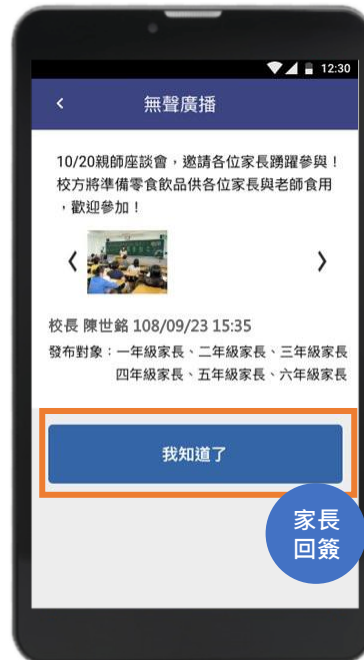 12:30
無聲廣播
10/20親師座談會，邀請各位家長踴躍參與！
校方將準備零食飲品供各位家長與老師食用
，歡迎參加！
校長 陳世銘 108/09/23 15:35
發布對象：一年級家長、二年級家長、三年級家長
四年級家長、五年級家長、六年級家長
我知道了
家長
回簽